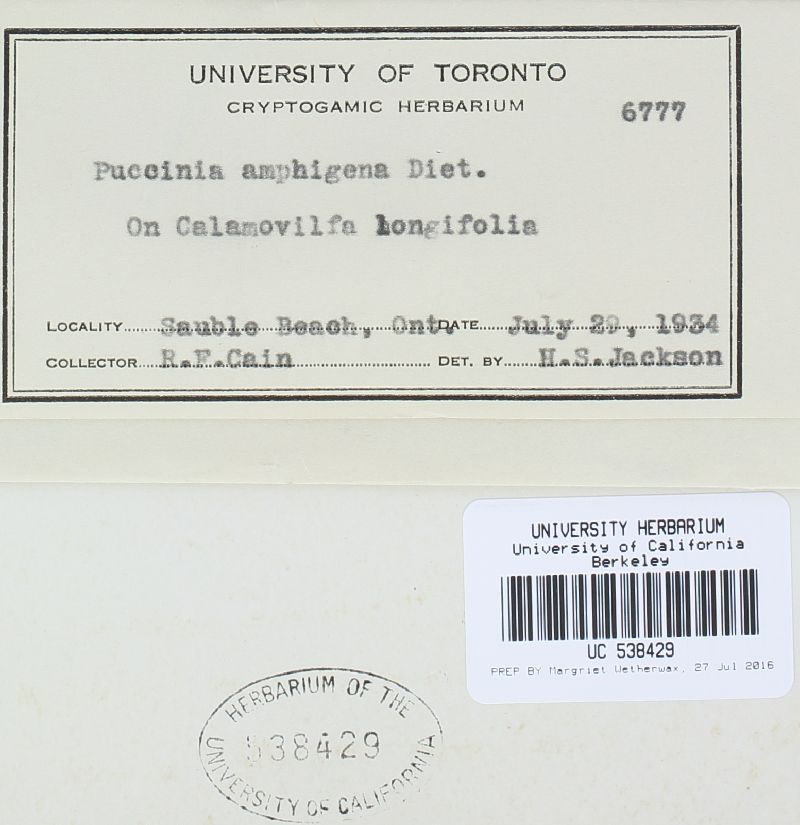 UNIVERSITY OF TORONTO
CRYPTOGAMIC HERBARIUM
6777
Puccinia amphigena Diet.
On Calamovilfa longifolia
LOCALITY Sauble Beach, Ont. DATE July 29, 1934
COLLECTOR R.F.Cain DET. BY H.S.Jackson
UNIVERSITY HERBARIUM
University of California
Berkeley
UC 538429
PREP BY Margriet Wetherwax, 27 Jul 2016
HERBARIUM OF THE
538429
UNIVERSITY OF CALIFORNIA